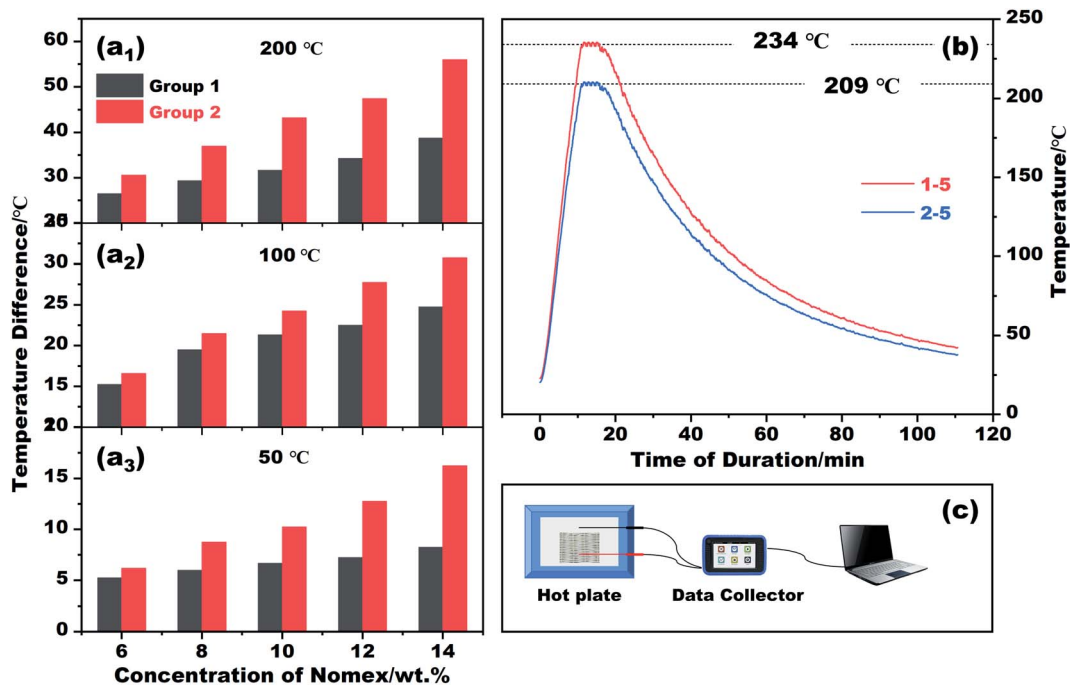 (a1)
200 ℃
Group 1
Group 2
60
50
40
30
Temperature Difference/℃
(a2)
100 ℃
30
25
20
15
(a3)
50 ℃
15
10
5
0
6 8 10 12 14
Concentration of Nomex/wt.%
(b)
234 ℃
209 ℃
1-5
2-5
250
200
150
100
50
0
Temperature/℃
0 20 40 60 80 100 120
Time of Duration/min
(c)
Hot plate
Data Collector